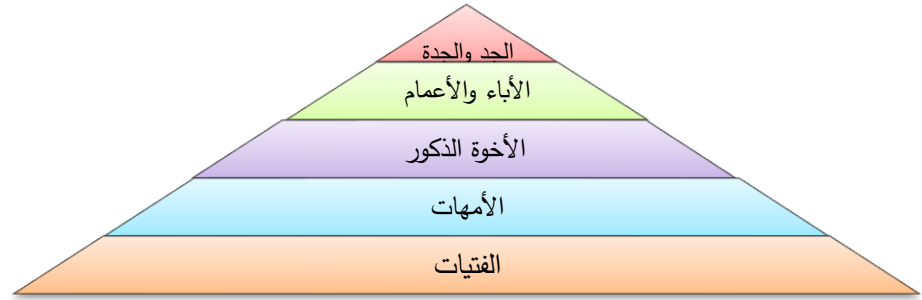 الجد والجدة
الأباء والأعمام
الأخوة الذكور
الأمهات
الفتيات